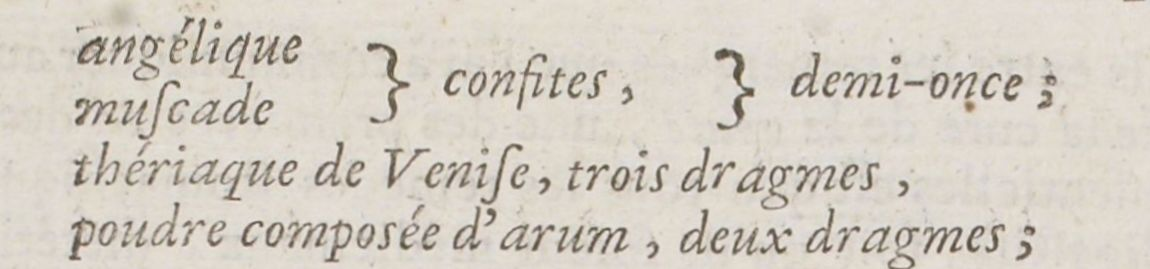 angélique
muſcade } confites, } demi-once;
thériaque de Veniſe, trois dragmes,
poudre composée d'arum, deux dragmes;